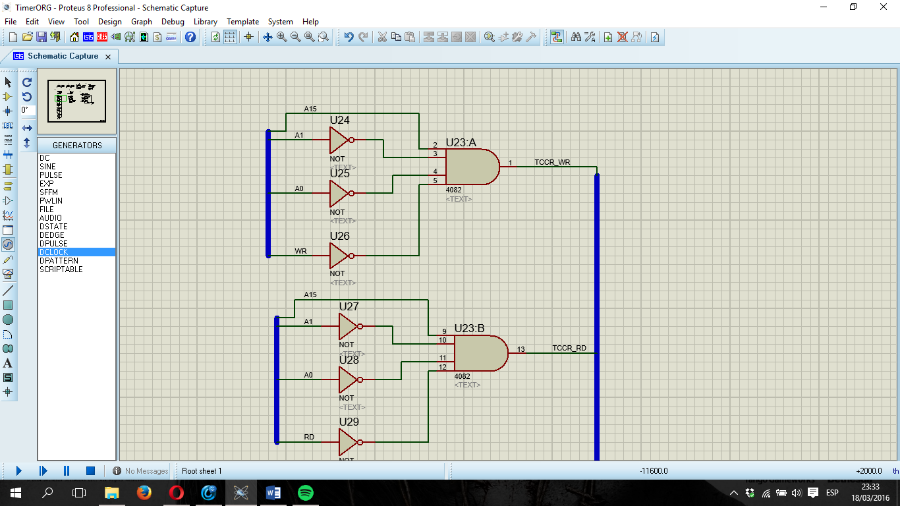 TimerORG - Proteus 8 Professional - Schematic Capture
File Edit View Tool Design Graph Debug Library Template System Help
Schematic Capture
0°
GENERATORS
DC
SINE
PULSE
EXP
SFFM
PWLIN
FILE
AUDIO
DSTATE
DEDGE
DPULSE
DCLOCK
DPATTERN
SCRIPTABLE
A15
U24
A1
NOT
<TEXT>
U25
A0
NOT
<TEXT>
U26
WR
NOT
<TEXT>
U23:A
2
3
4
5
1
TCCR_WR
4082
<TEXT>
A15
U27
A1
NOT
<TEXT>
U28
A0
NOT
<TEXT>
U29
RD
NOT
U23:B
9
10
11
12
13
TCCR_RD
4082
<TEXT>
No Messages Root sheet 1 -11600.0 +2000.0 th
ESP 23:33
18/03/2016